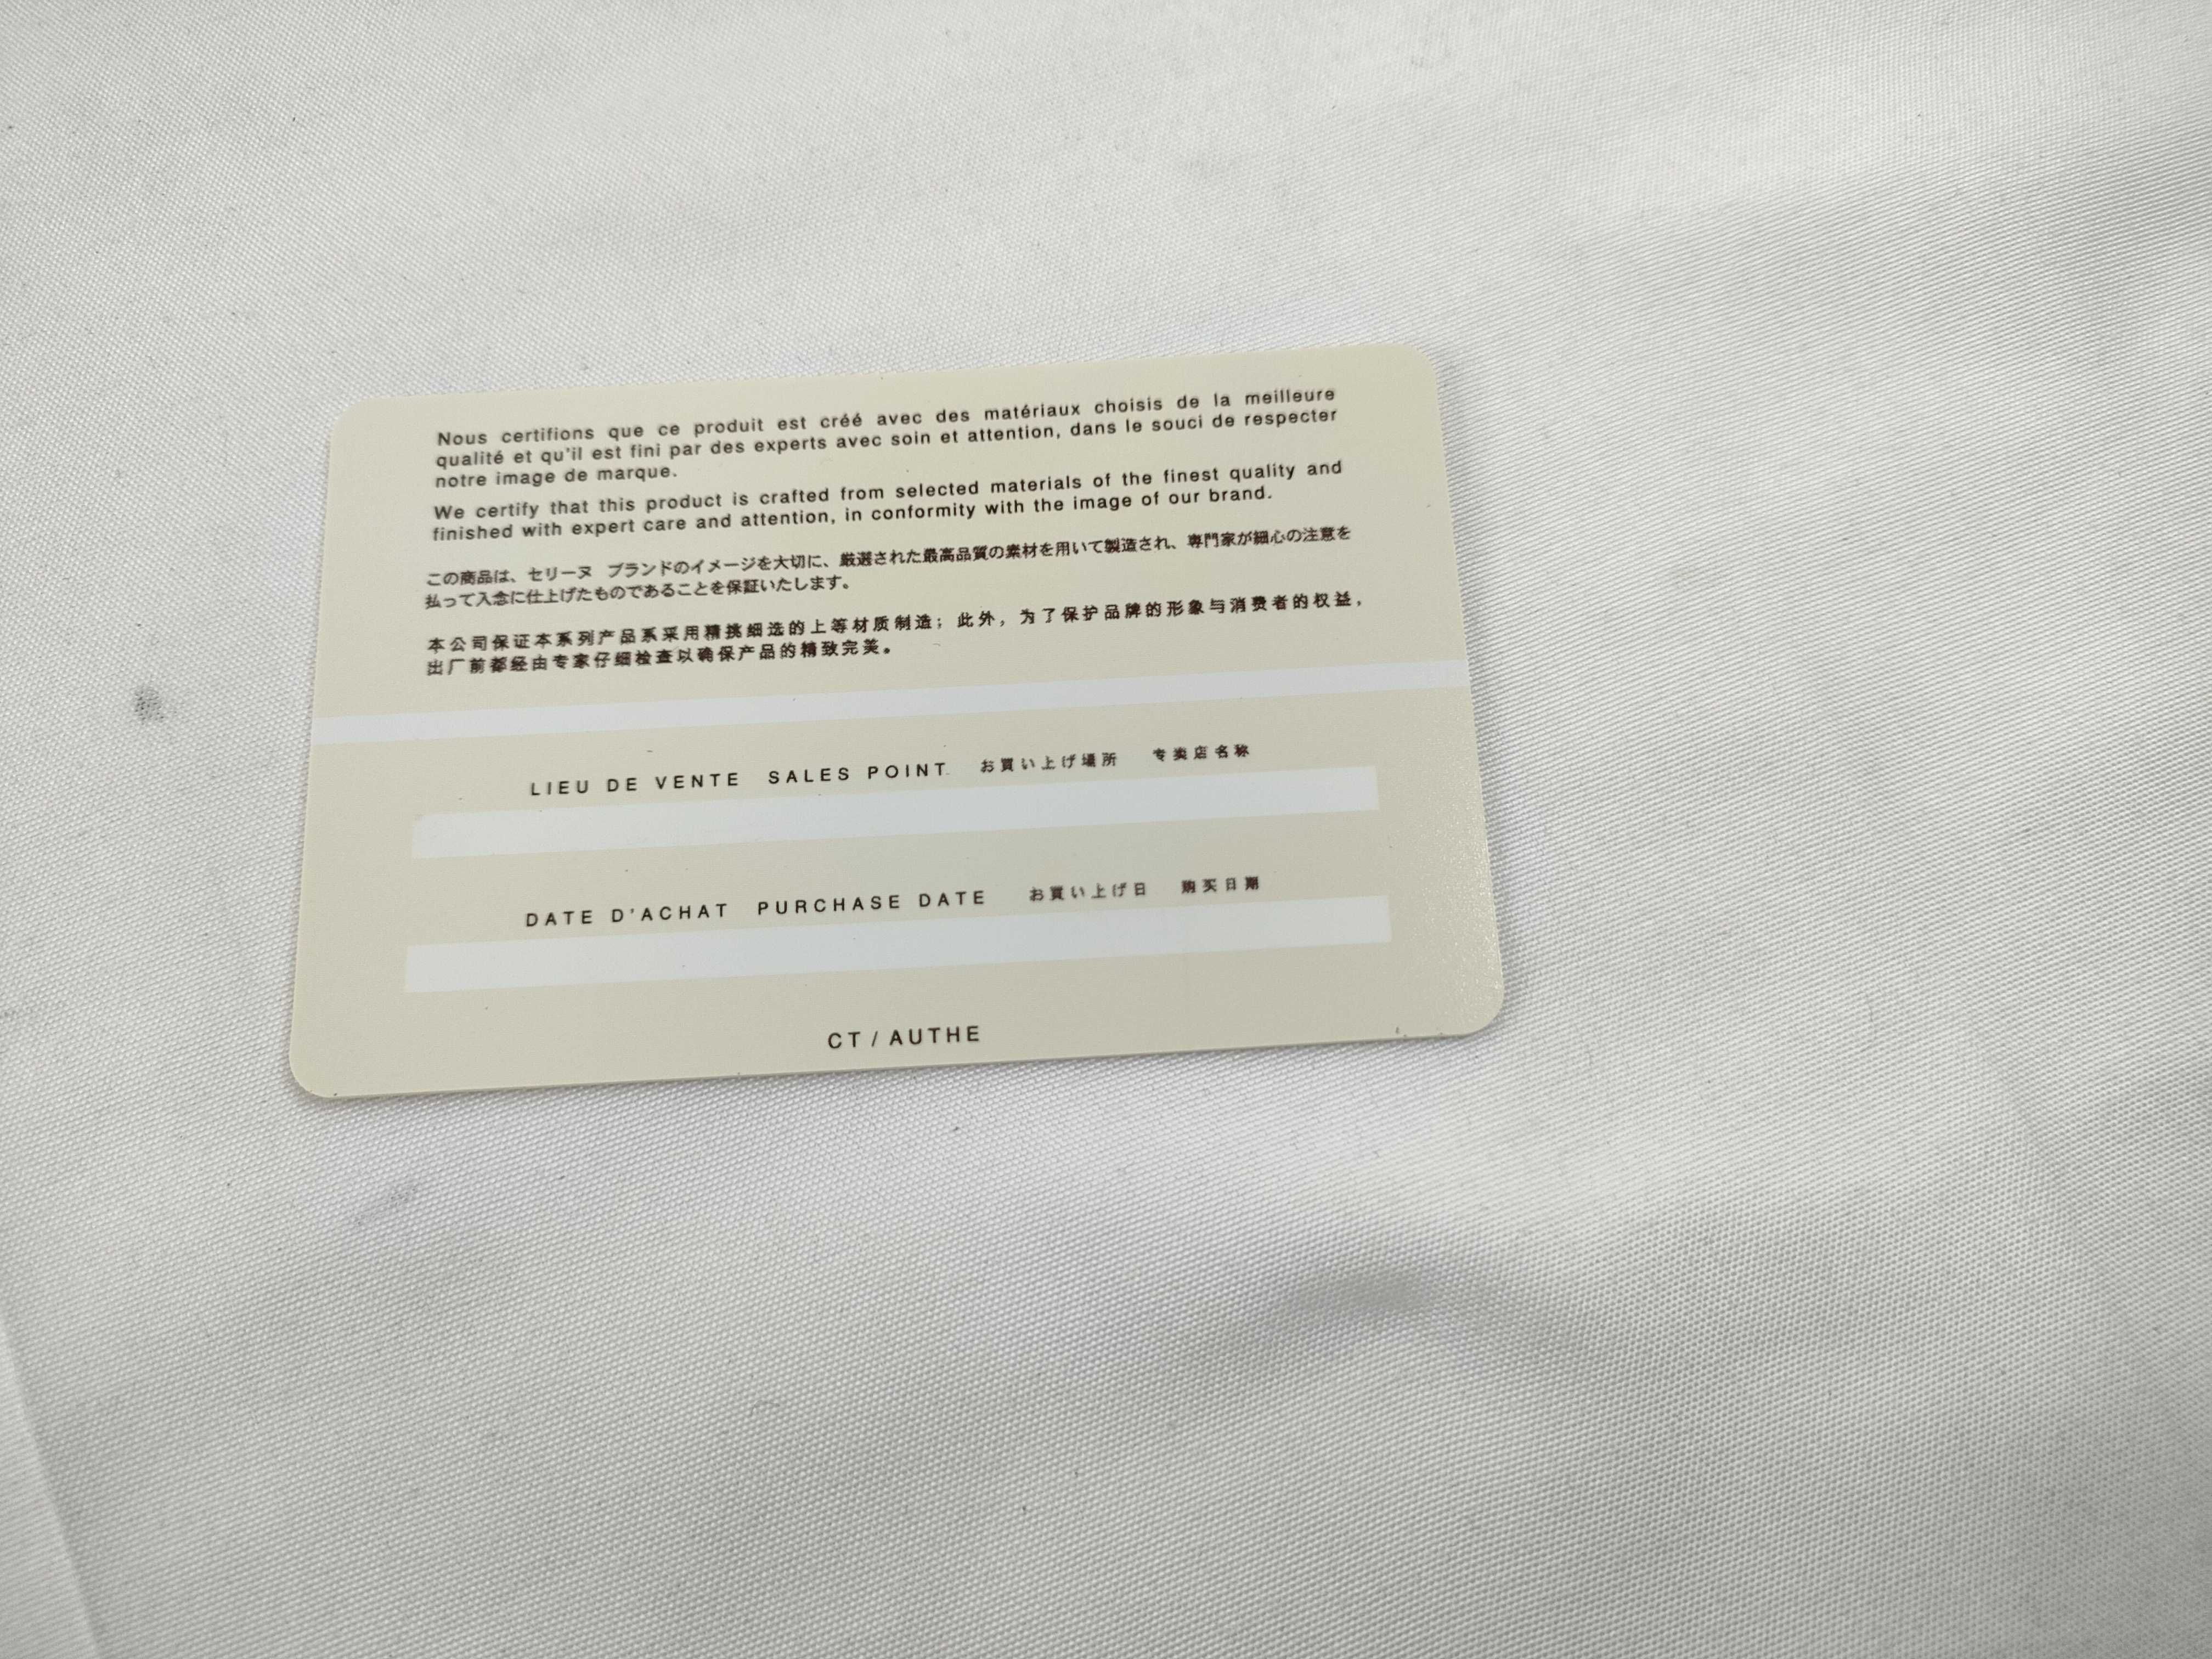 Nous certifions que ce produit est créé avec des matériaux choisis de la meilleure
qualité et qu'il est fini par des experts avec soin et attention, dans le souci de respecter
notre image de marque.
We certify that this product is crafted from selected materials of the finest quality and
finished with expert care and attention, in conformity with the image of our brand.
この商品は、セリーヌ ブランドのイメージを大切に、厳選された最高品質の素材を用いて製造され、専門家が細心の注意を
払って入念に仕上げたものであることを保証いたします。
本公司保证本系列产品系采用精挑细选的上等材质制造；此外，为了保护品牌的形象与消费者的权益，
出厂前都经由专家仔细检查以确保产品的精致完美。
LIEU DE VENTE SALES POINT お買い上げ場所 专卖店名称
DATE D'ACHAT PURCHASE DATE お買い上げ日 购买日期
CT / AUTHE